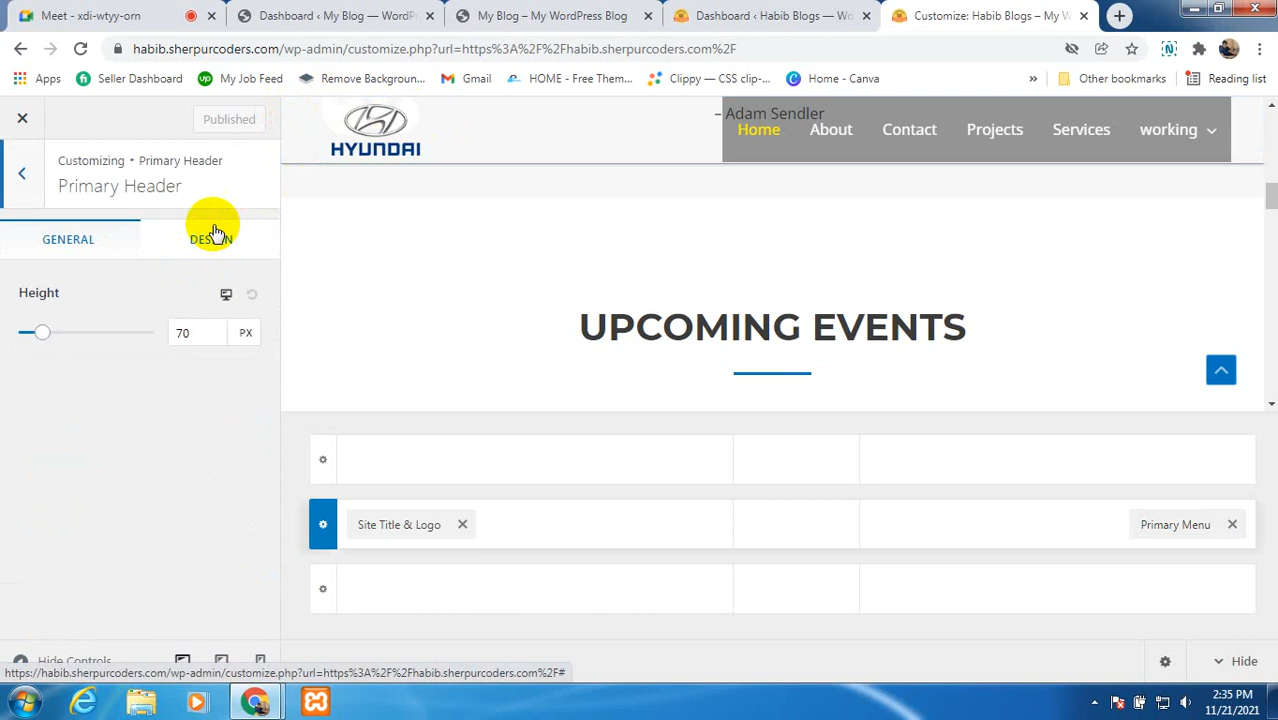 Meet - xdi-wtyy-orn
Dashboard ‹ My Blog — WordPr
My Blog – My WordPress Blog
Dashboard ‹ Habib Blogs — Wo
Customize: Habib Blogs – My W
habib.sherpurcoders.com/wp-admin/customize.php?url=https%3A%2F%2Fhabib.sherpurcoders.com%2F
Apps
Seller Dashboard
My Job Feed
Remove Backgroun...
Gmail
HOME - Free Them...
Clippy — CSS clip-...
Home - Canva
»
Other bookmarks
Reading list
Published
Customizing ‣ Primary Header
Primary Header
GENERAL
DESIGN
Height
70
PX
HYUNDAI
– Adam Sendler
Home
About
Contact
Projects
Services
working
UPCOMING EVENTS
Site Title & Logo
Primary Menu
Hide Controls
Hide
https://habib.sherpurcoders.com/wp-admin/customize.php?url=https%3A%2F%2Fhabib.sherpurcoders.com%2F#
2:35 PM
11/21/2021